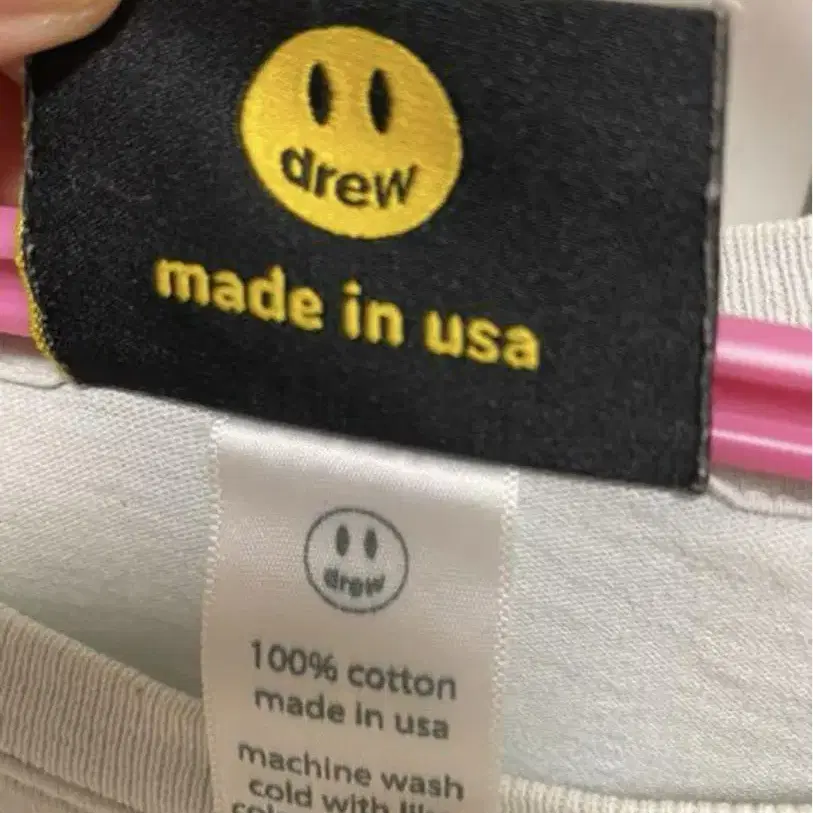 drew
made in usa
drew
100% cotton
made in usa
machine wash
cold with